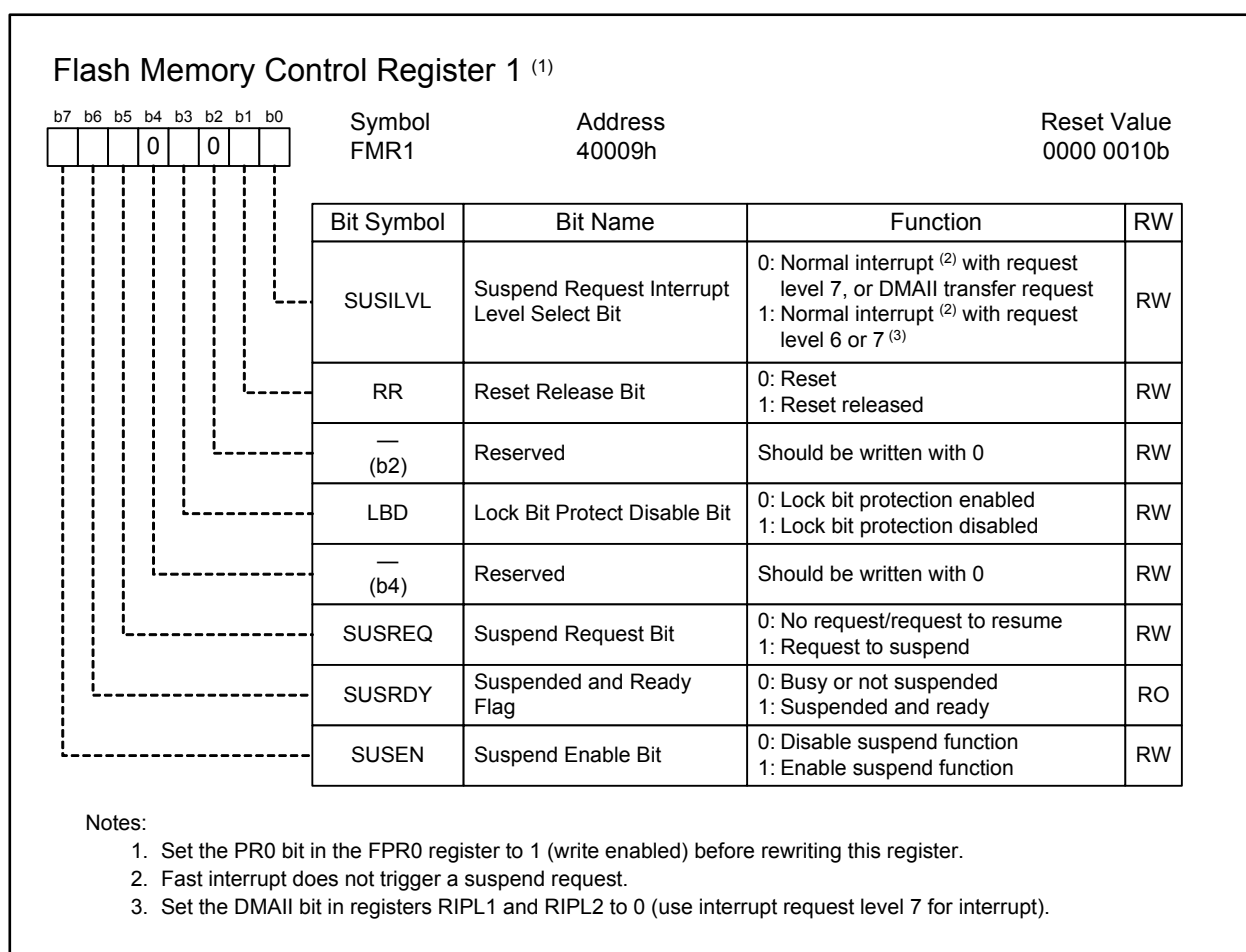 Flash Memory Control Register 1 (1)
b7 b6 b5 b4 b3 b2 b1 b0
0 0
Symbol Address Reset Value
FMR1 40009h 0000 0010b
Bit Symbol Bit Name Function RW
SUSILVL
Suspend Request Interrupt
Level Select Bit
0: Normal interrupt (2) with request
level 7, or DMAII transfer request
1: Normal interrupt (2) with request
level 6 or 7 (3)
RW
RR
Reset Release Bit
0: Reset
1: Reset released
RW
—
(b2)
Reserved
Should be written with 0
RW
LBD
Lock Bit Protect Disable Bit
0: Lock bit protection enabled
1: Lock bit protection disabled
RW
—
(b4)
Reserved
Should be written with 0
RW
SUSREQ
Suspend Request Bit
0: No request/request to resume
1: Request to suspend
RW
SUSRDY
Suspended and Ready
Flag
0: Busy or not suspended
1: Suspended and ready
RO
SUSEN
Suspend Enable Bit
0: Disable suspend function
1: Enable suspend function
RW
Notes:
1. Set the PR0 bit in the FPR0 register to 1 (write enabled) before rewriting this register.
2. Fast interrupt does not trigger a suspend request.
3. Set the DMAII bit in registers RIPL1 and RIPL2 to 0 (use interrupt request level 7 for interrupt).